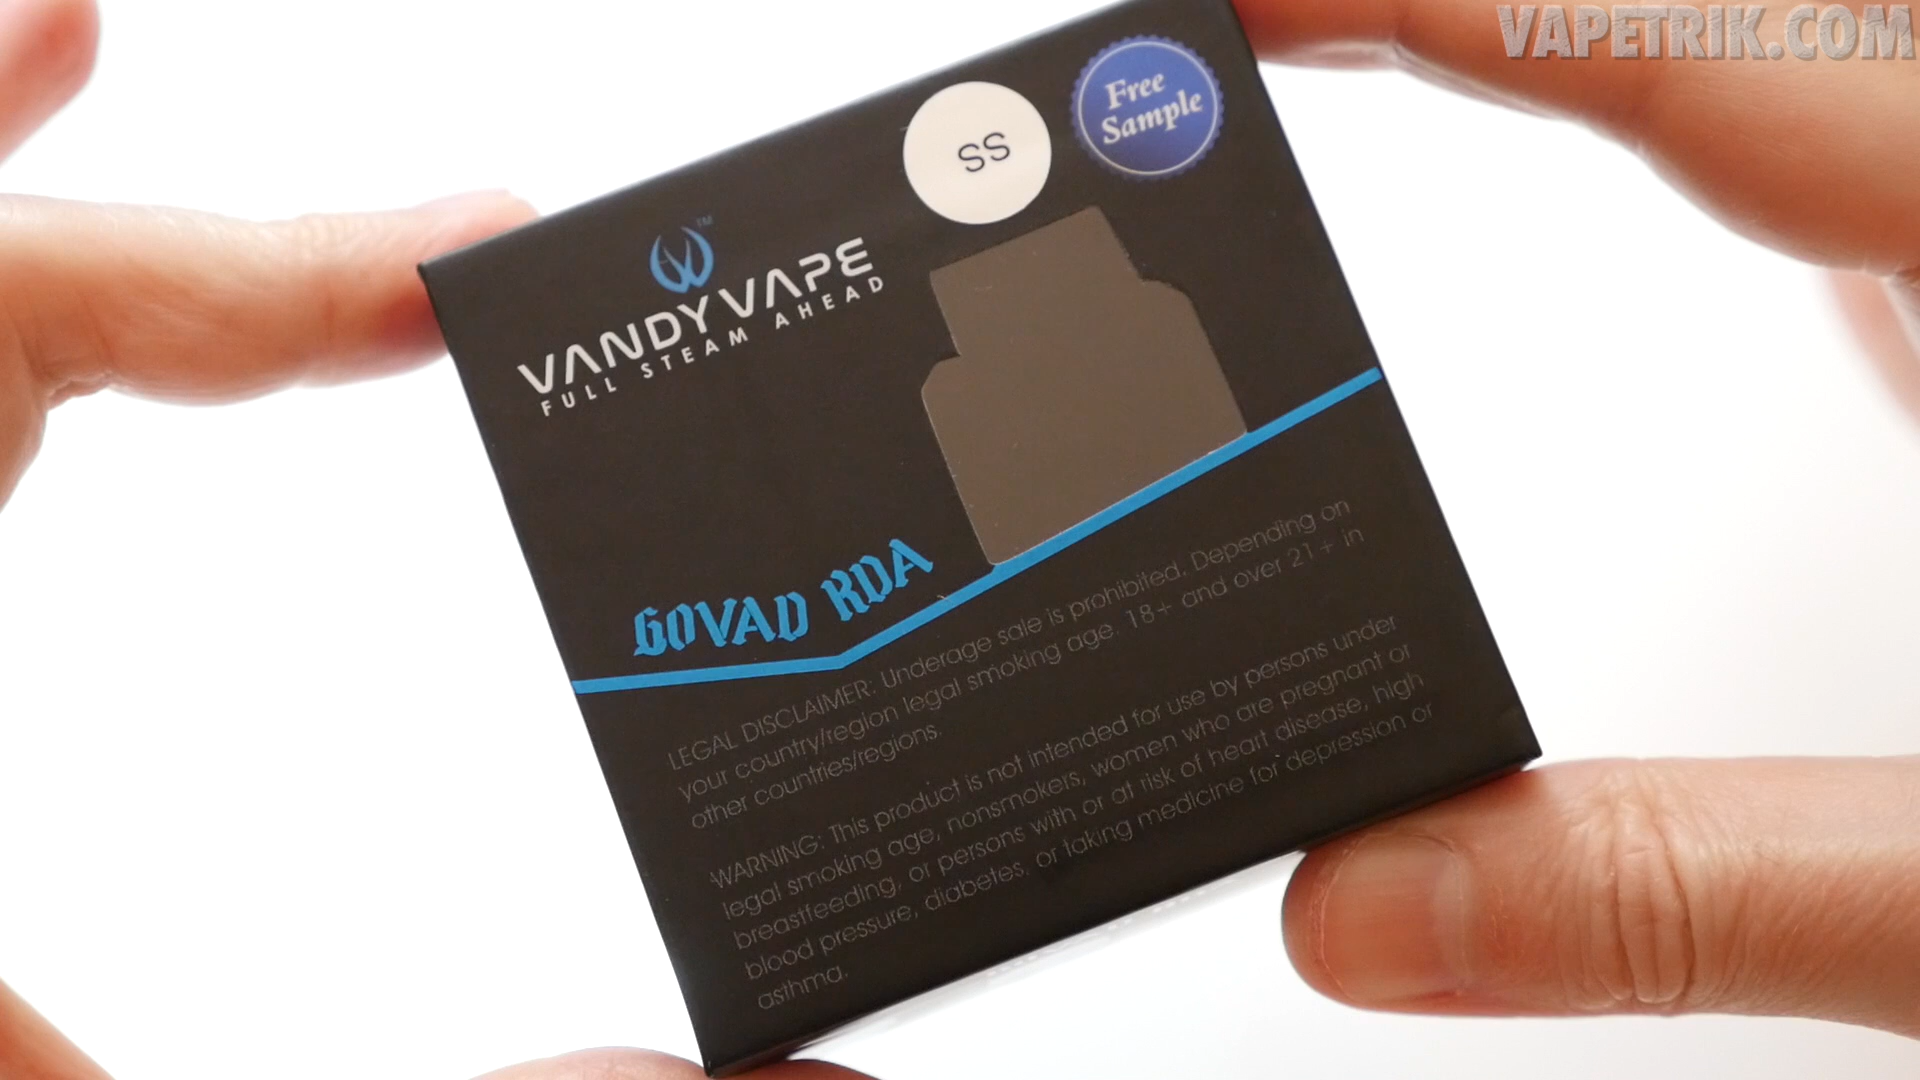 VAPETRIK.COM
Free
Sample
SS
TM
VANDY VAPE
FULL STEAM AHEAD
GOVAD RDA
LEGAL DISCLAIMER: Underage sale is prohibited. Depending on
your country/region legal smoking age. 18+ and over 21+ in
other countries/regions.
WARNING: This product is not intended for use by persons under
legal smoking age, nonsmokers, women who are pregnant or
breastfeeding, or persons with or at risk of heart disease, high
blood pressure, diabetes, or taking medicine for depression or
asthma.